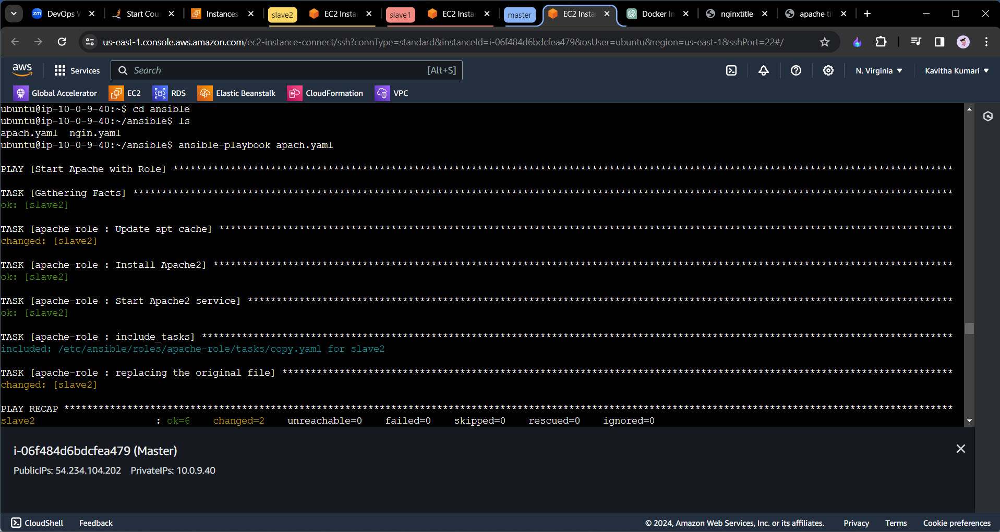 zm DevOps
Start Cou
Instances
slave2
EC2 Insta
slave1
EC2 Insta
master
EC2 Insta
Docker
nginxtitle
apache ti
us-east-1.console.aws.amazon.com/ec2-instance-connect/ssh?connType=standard&instanceId=i-06f484d6bdcfea479&osUser=ubuntu&region=us-east-1&sshPort=22#/
aws
Services
Search
[Alt+S]
N. Virginia
Kavitha Kumari
Global Accelerator
EC2
RDS
Elastic Beanstalk
CloudFormation
VPC
ubuntu@ip-10-0-9-40:~$ cd ansible
ubuntu@ip-10-0-9-40:~/ansible$ ls
apach.yaml  ngin.yaml
ubuntu@ip-10-0-9-40:~/ansible$ ansible-playbook apach.yaml
PLAY [Start Apache with Role] ****************************************************************************************************************************************
TASK [Gathering Facts] ***********************************************************************************************************************************************
ok: [slave2]
TASK [apache-role : Update apt cache] ********************************************************************************************************************************
changed: [slave2]
TASK [apache-role : Install Apache2] *********************************************************************************************************************************
ok: [slave2]
TASK [apache-role : Start Apache2 service] ***************************************************************************************************************************
ok: [slave2]
TASK [apache-role : include_tasks] ***********************************************************************************************************************************
included: /etc/ansible/roles/apache-role/tasks/copy.yaml for slave2
TASK [apache-role : replacing the original file] *********************************************************************************************************************
changed: [slave2]
PLAY RECAP ***********************************************************************************************************************************************************
slave2                     : ok=6    changed=2    unreachable=0    failed=0    skipped=0    rescued=0    ignored=0
i-06f484d6bdcfea479 (Master)
PublicIPs: 54.234.104.202    PrivateIPs: 10.0.9.40
CloudShell
Feedback
© 2024, Amazon Web Services, Inc. or its affiliates.
Privacy
Terms
Cookie preferences